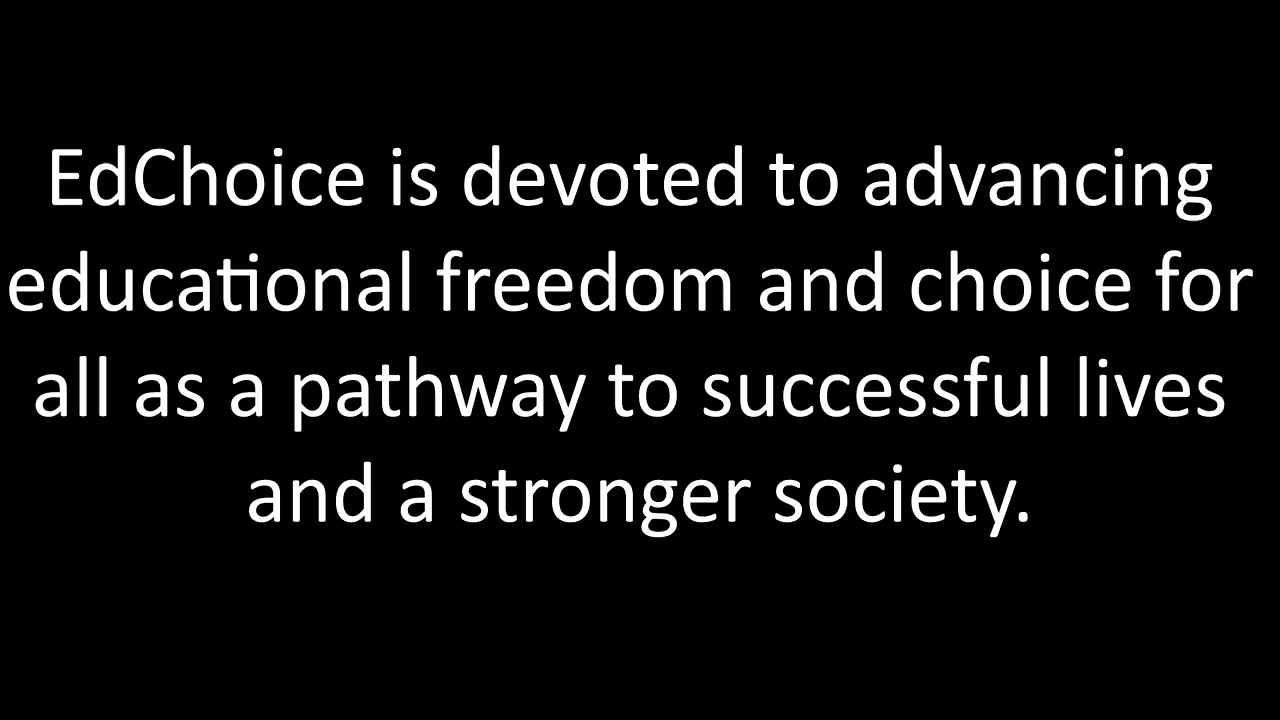 EdChoice is devoted to advancing
educational freedom and choice for
all as a pathway to successful lives
and a stronger society.